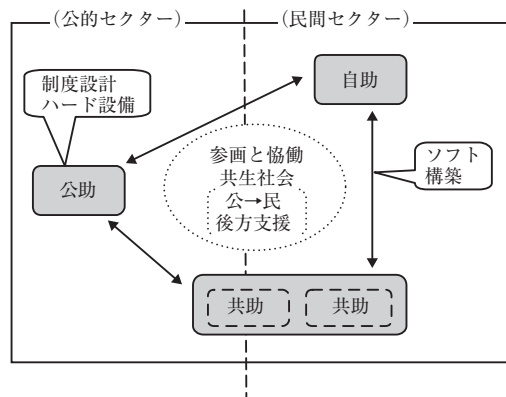 (公的セクター)
(民間セクター)
制度設計
ハード設備
自助
参画と恊働
共生社会
公→民
後方支援
ソフト
構築
公助
共助
共助